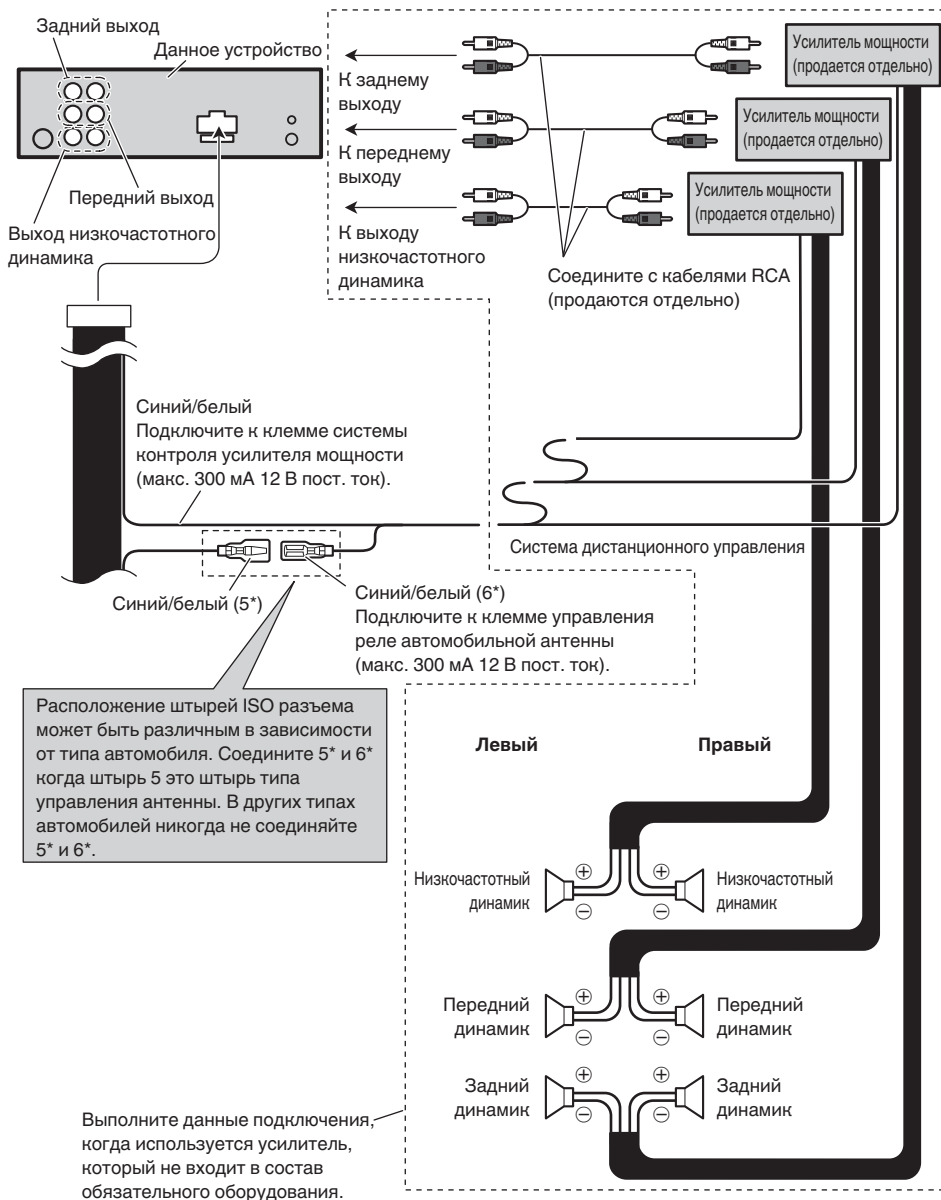 Задний выход
Данное устройство
Передний выход
Выход низкочастотного
динамика
К заднему
выходу
К переднему
выходу
К выходу
низкочастотного
динамика
Усилитель мощности
(продается отдельно)
Усилитель мощности
(продается отдельно)
Усилитель мощности
(продается отдельно)
Соедините с кабелями RCA
(продаются отдельно)
Синий/белый
Подключите к клемме системы
контроля усилителя мощности
(макс. 300 мА 12 В пост. ток).
Система дистанционного управления
Синий/белый (5*)
Синий/белый (6*)
Подключите к клемме управления
реле автомобильной антенны
(макс. 300 мА 12 В пост. ток).
Расположение штырей ISO разъема
может быть различным в зависимости
от типа автомобиля. Соедините 5* и 6*
когда штырь 5 это штырь типа
управления антенны. В других типах
автомобилей никогда не соединяйте
5* и 6*.
Левый
Правый
Низкочастотный
динамик
⊕
⊖
⊕
⊖
Низкочастотный
динамик
Передний
динамик
⊕
⊖
⊕
⊖
Передний
динамик
Задний
динамик
⊕
⊖
⊕
⊖
Задний
динамик
Выполните данные подключения,
когда используется усилитель,
который не входит в состав
обязательного оборудования.